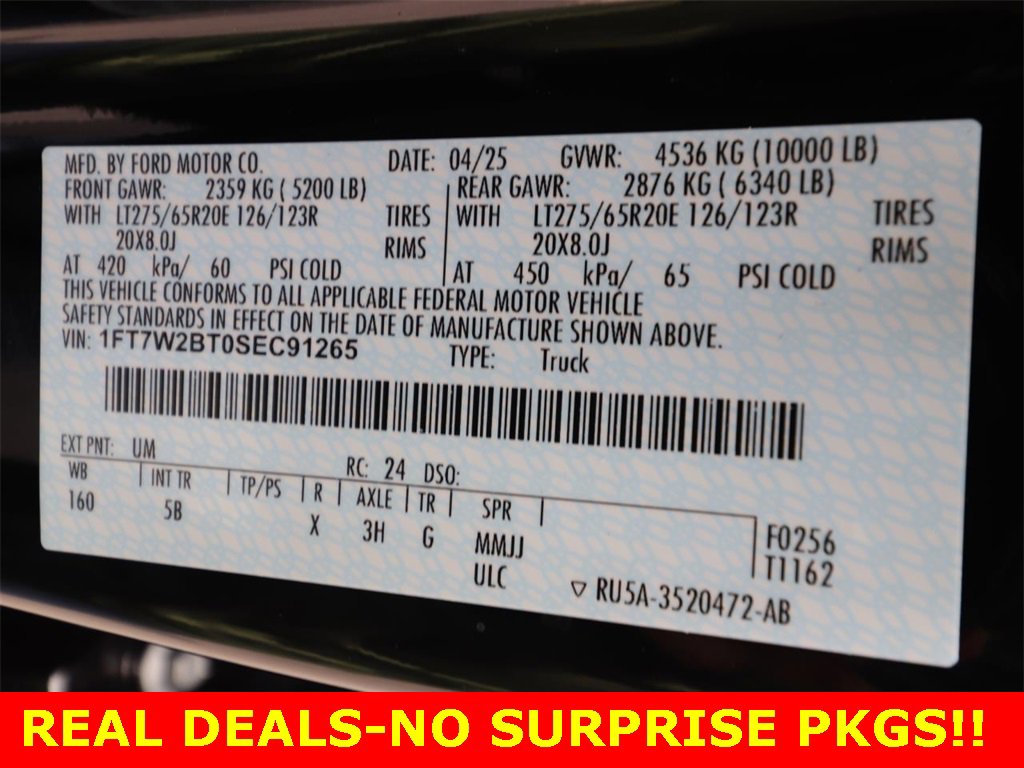 MFD. BY FORD MOTOR CO. DATE: 04/25 GVWR: 4536 KG (10000 LB)
FRONT GAWR: 2359 KG ( 5200 LB) REAR GAWR: 2876 KG ( 6340 LB)
WITH LT275/65R20E 126/123R TIRES WITH LT275/65R20E 126/123R TIRES
20X8.0J RIMS 20X8.0J RIMS
AT 420 kPa/ 60 PSI COLD AT 450 kPa/ 65 PSI COLD
THIS VEHICLE CONFORMS TO ALL APPLICABLE FEDERAL MOTOR VEHICLE
SAFETY STANDARDS IN EFFECT ON THE DATE OF MANUFACTURE SHOWN ABOVE.
VIN: 1FT7W2BT0SEC91265 TYPE: Truck
EXT PNT: UM RC: 24 DSO:
WB INT TR TP/PS R AXLE TR SPR
160 5B X 3H G MMJJ F0256
ULC T1162
▽ RU5A-3520472-AB
REAL DEALS-NO SURPRISE PKGS!!